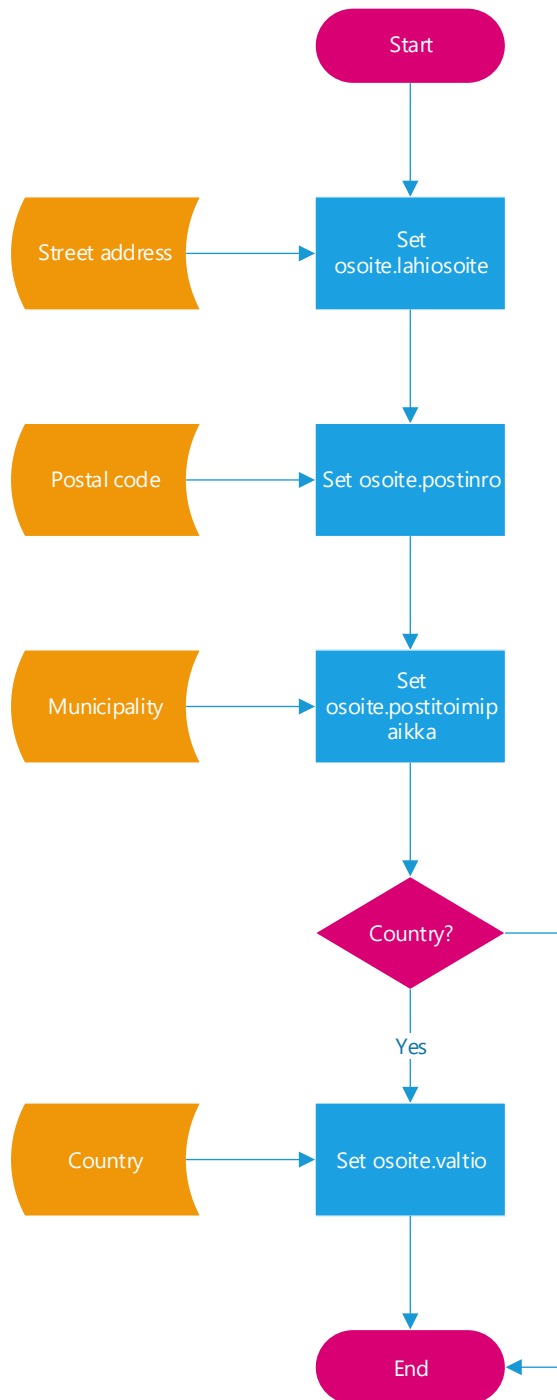 Start
Street address
Set
osoite.lahiosoite
Postal code
Set osoite.postinro
Municipality
Set
osoite.postitoimip
aikka
Country?
Yes
Country
Set osoite.valtio
End